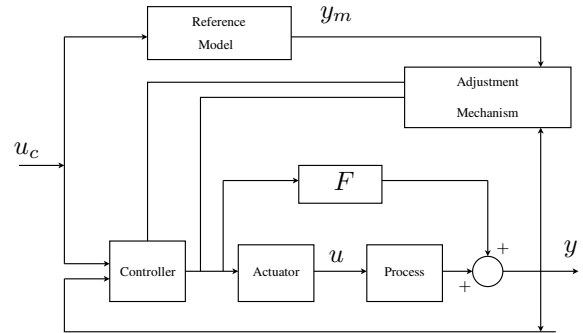 Reference
Model
y_m
Adjustment
Mechanism
u_c
F
+
y
Controller
Actuator
u
Process
+